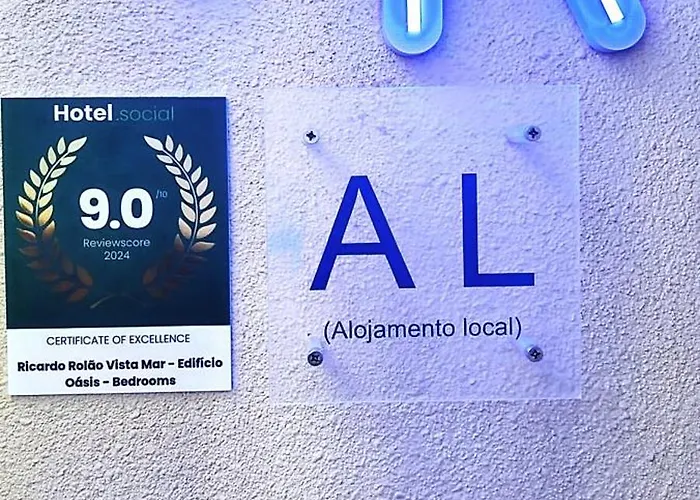 Hotel.social
9.0 /10
Reviewscore
2024
CERTIFICATE OF EXCELLENCE
Ricardo Rolão Vista Mar – Edifício
Oásis – Bedrooms
A L
(Alojamento local)